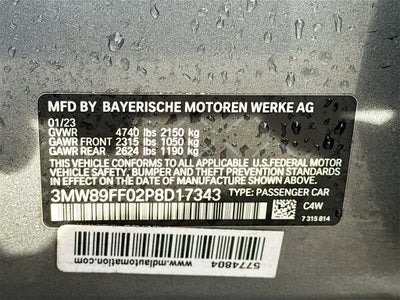 MFD BY BAYERISCHE MOTOREN WERKE AG
01/23
GVWR 4740 lbs 2150 kg
GAWR FRONT 2315 lbs 1050 kg
GAWR REAR 2624 lbs 1190 kg
THIS VEHICLE CONFORMS TO ALL APPLICABLE U.S.FEDERAL MOTOR
VEHICLE SAFETY, BUMPER AND THEFT PREVENTION STANDARDS
IN EFFECT ON THE DATE OF MANUFACTURE SHOWN ABOVE.
3MW89FF02P8D17343 TYPE: PASSENGER CAR
C4W
7 315 814
5774804
www.mdlautomation.com